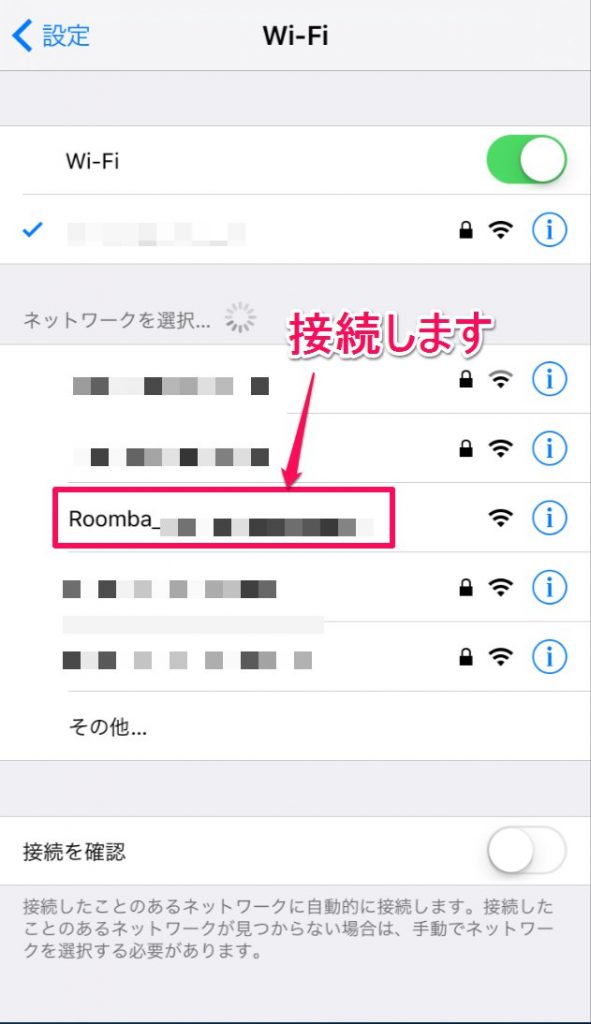 設定
Wi-Fi
Wi-Fi
ネットワークを選択...
接続します
Roomba_
その他...
接続を確認
接続したことのあるネットワークに自動的に接続します。接続した
ことのあるネットワークが見つからない場合は、手動でネットワー
クを選択する必要があります。